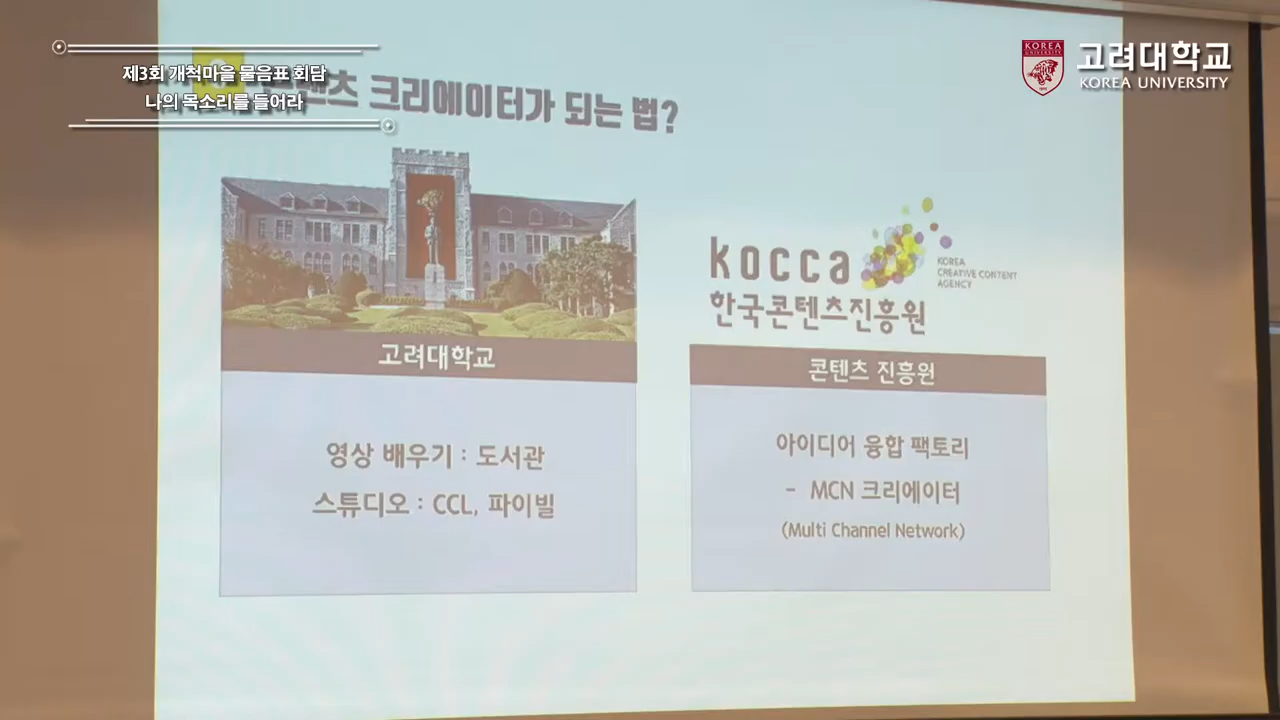 제3회 개척마을 물음표 회담
나의 목소리를 들어라
KOREA
UNIVERSITY
1905
고려대학교
KOREA UNIVERSITY
크리에이터가 되는 법?
kocca
KOREA
CREATIVE CONTENT
AGENCY
한국콘텐츠진흥원
고려대학교
영상 배우기 : 도서관
스튜디오 : CCL, 파이빌
콘텐츠 진흥원
아이디어 융합 팩토리
- MCN 크리에이터
(Multi Channel Network)